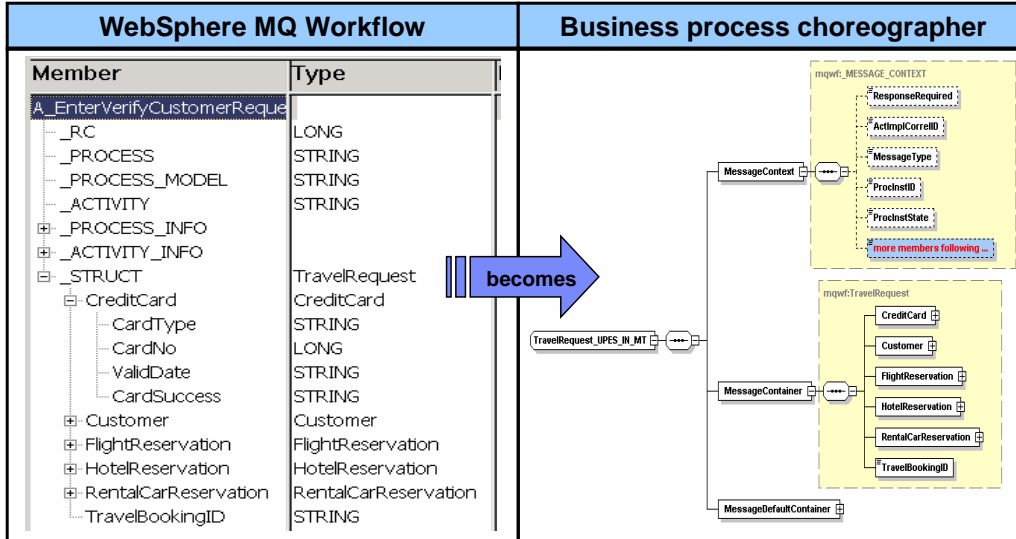 WebSphere MQ Workflow
Business process choreographer
Member Type
A_EnterVerifyCustomerReque
_RC LONG
_PROCESS STRING
_PROCESS_MODEL STRING
_ACTIVITY STRING
_PROCESS_INFO
_ACTIVITY_INFO
_STRUCT TravelRequest
CreditCard CreditCard
CardType STRING
CardNo LONG
ValidDate STRING
CardSuccess STRING
Customer Customer
FlightReservation FlightReservation
HotelReservation HotelReservation
RentalCarReservation RentalCarReservation
TravelBookingID STRING
becomes
TravelRequest_UPES_IN_MT
MessageContext
mqwf:_MESSAGE_CONTEXT
ResponseRequired
ActImplCorrelID
MessageType
ProcInstID
ProcInstState
more members following ...
MessageContainer
mqwf:TravelRequest
CreditCard
Customer
FlightReservation
HotelReservation
RentalCarReservation
TravelBookingID
MessageDefaultContainer